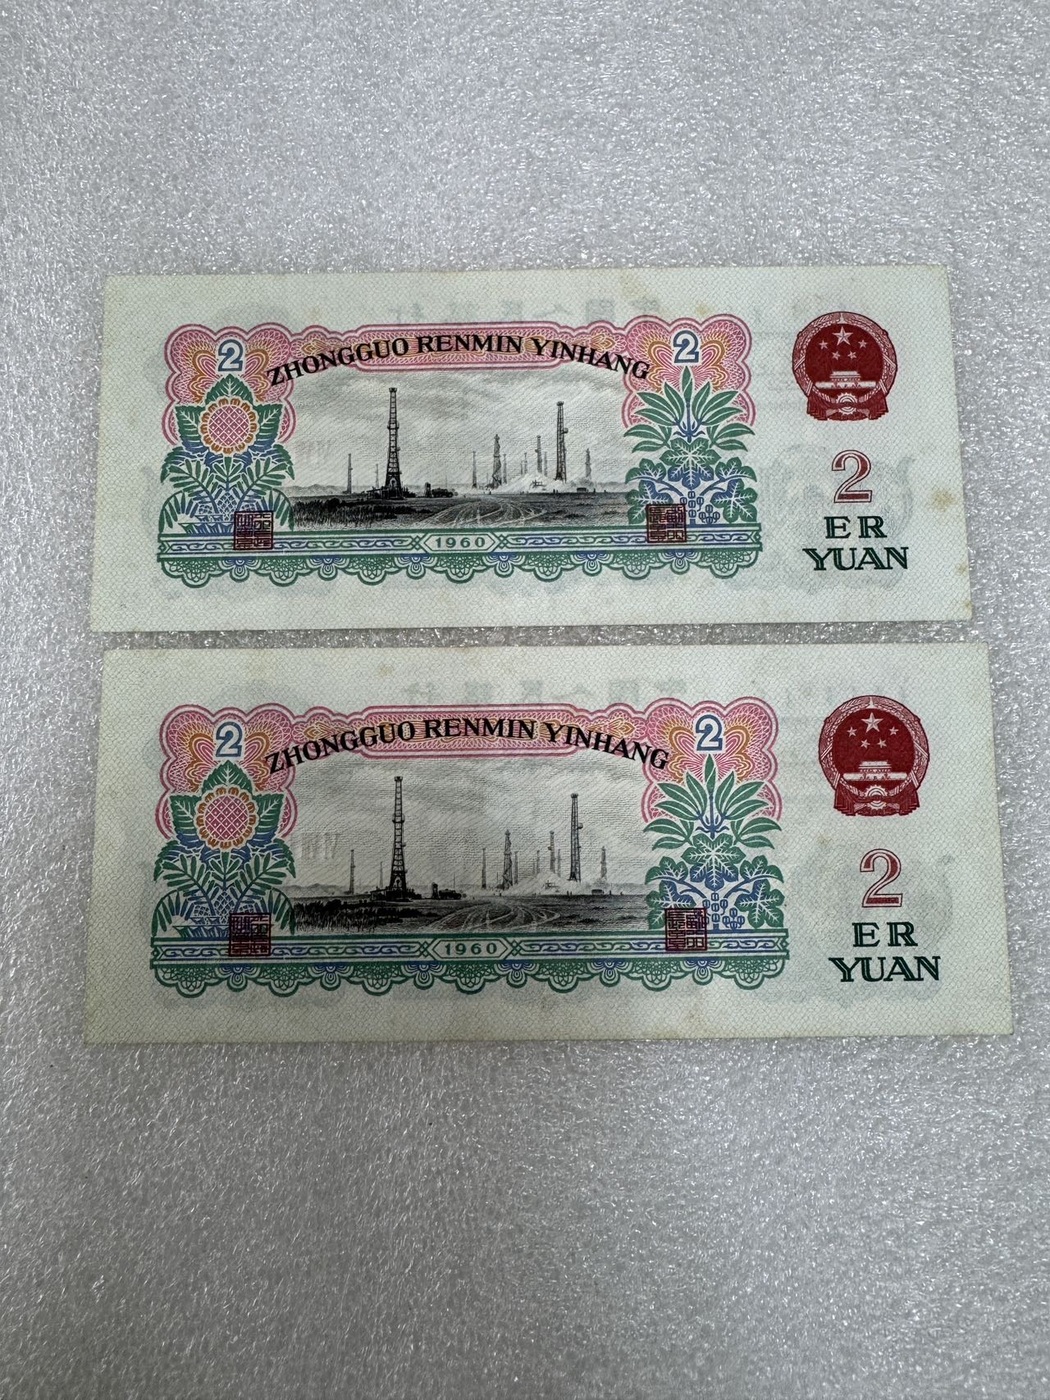 2 ZHONGGUO RENMIN YINHANG 2
1960
2
ER
YUAN
2 ZHONGGUO RENMIN YINHANG 2
1960
2
ER
YUAN